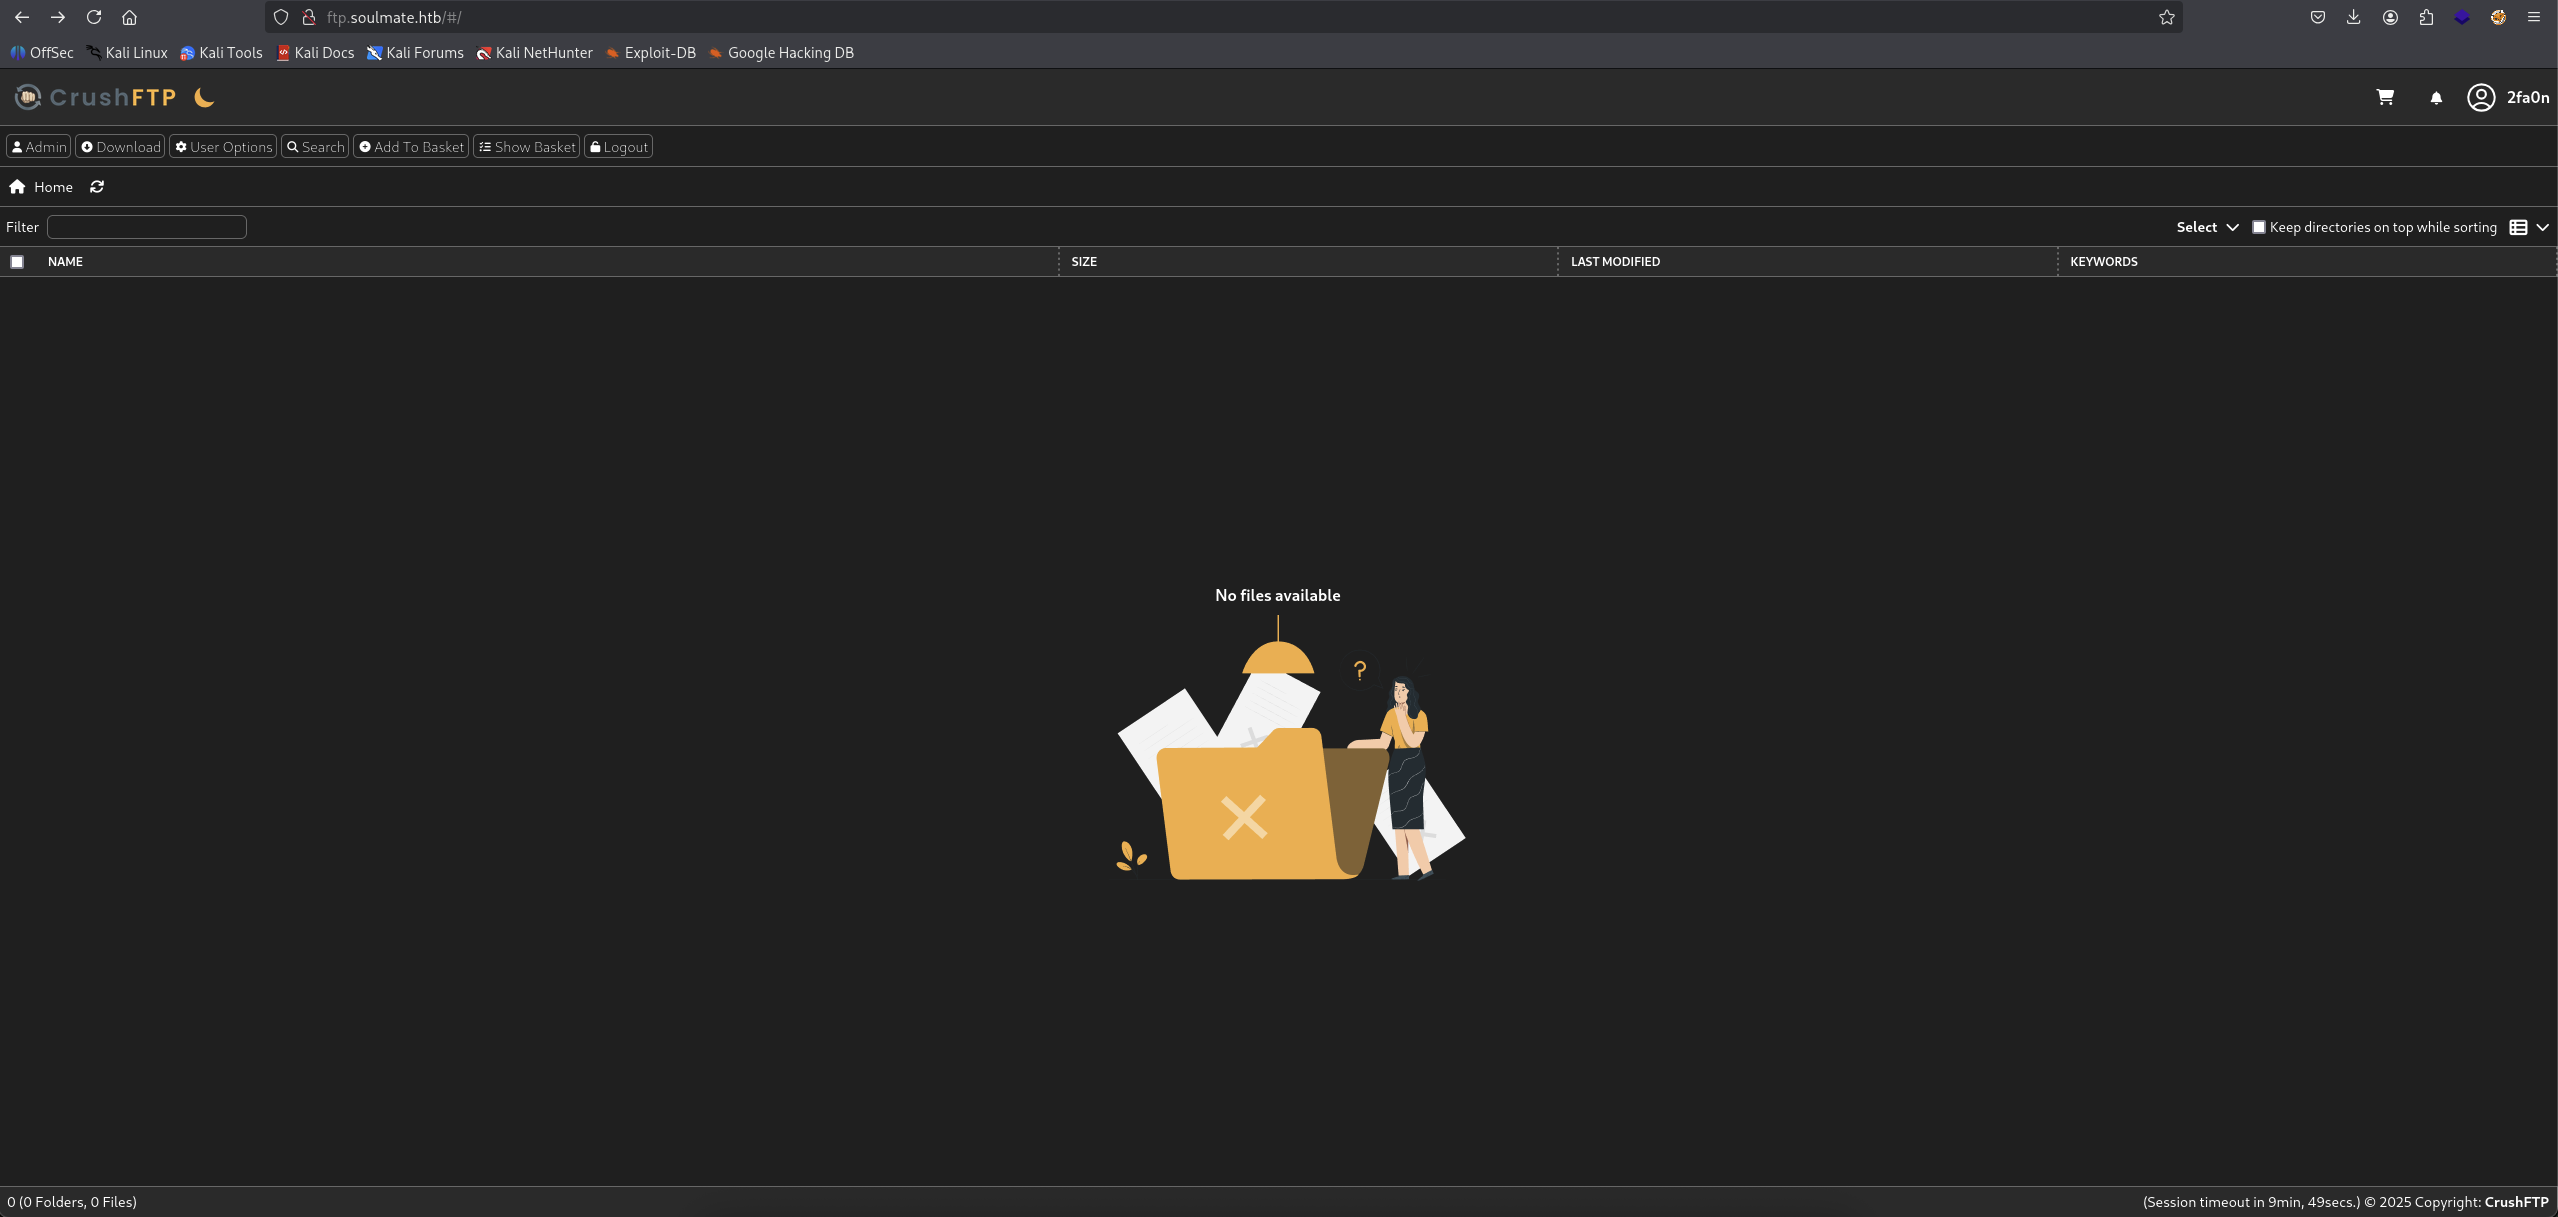 ftp.soulmate.htb/#/
OffSec Kali Linux Kali Tools Kali Docs Kali Forums Kali NetHunter Exploit-DB Google Hacking DB
CrushFTP 2fa0n
Admin Download User Options Search Add To Basket Show Basket Logout
Home
Filter Select Keep directories on top while sorting
NAME SIZE LAST MODIFIED KEYWORDS
No files available
?
0 (0 Folders, 0 Files) (Session timeout in 9min, 49secs.) © 2025 Copyright: CrushFTP